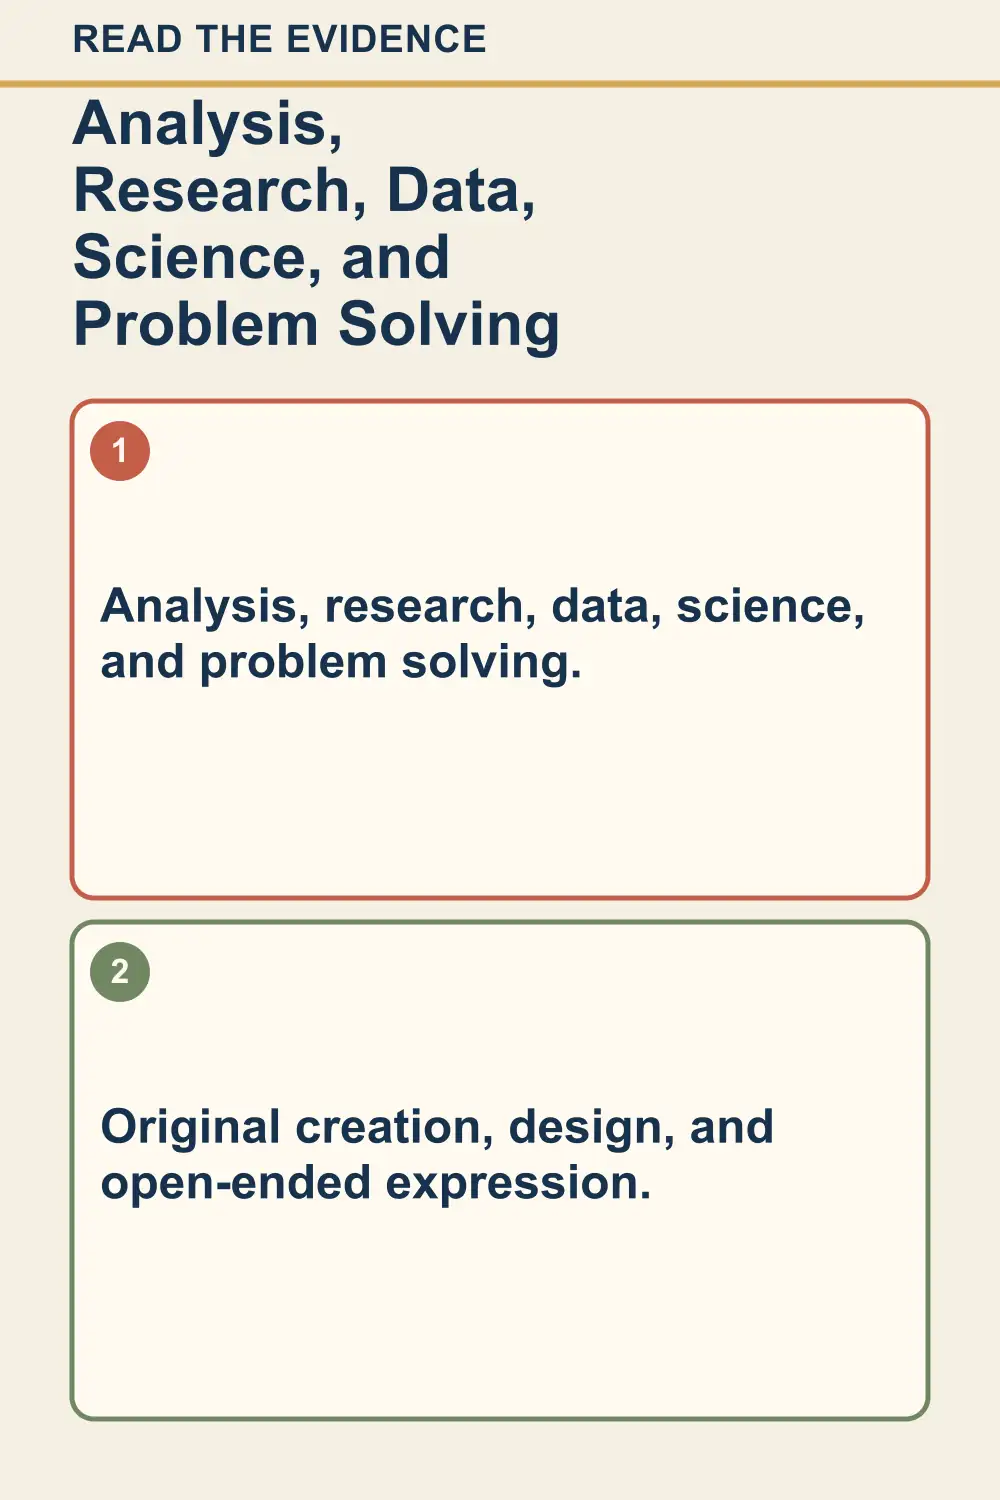 READ THE EVIDENCE
Analysis,
Research, Data,
Science, and
Problem Solving
1
Analysis, research, data, science,
and problem solving.
2
Original creation, design, and
open-ended expression.